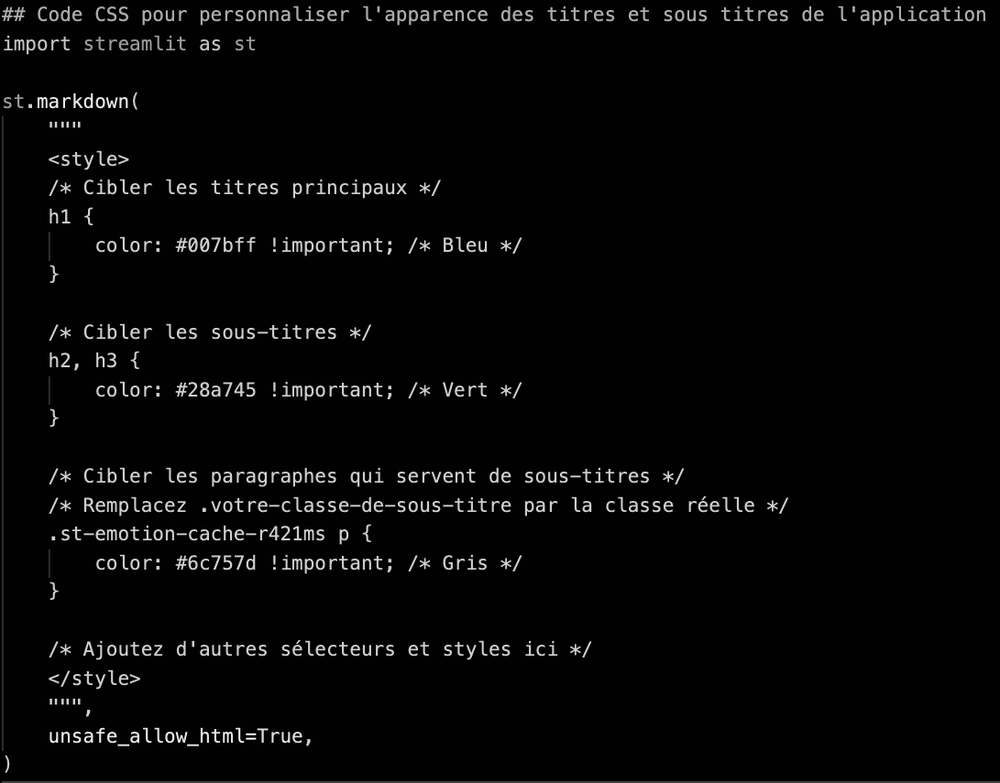 ## Code CSS pour personnaliser l'apparence des titres et sous titres de l'application
import streamlit as st
st.markdown(
"""
<style>
/* Cibler les titres principaux */
h1 {
color: #007bff !important; /* Bleu */
}
/* Cibler les sous-titres */
h2, h3 {
color: #28a745 !important; /* Vert */
}
/* Cibler les paragraphes qui servent de sous-titres */
/* Remplacez .votre-classe-de-sous-titre par la classe réelle */
.st-emotion-cache-r421ms p {
color: #6c757d !important; /* Gris */
}
/* Ajoutez d'autres sélecteurs et styles ici */
</style>
""",
unsafe_allow_html=True,
)